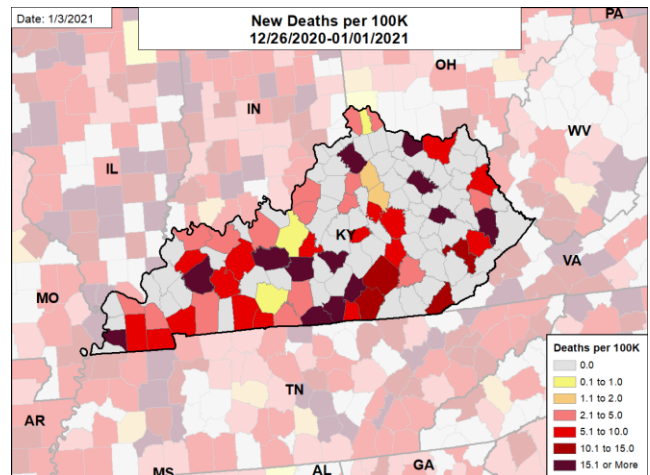 Date: 1/3/2021
New Deaths per 100K
12/26/2020-01/01/2021
PA
OH
IN
WV
IL
KY
VA
MO
TN
AR
MS
AL
GA
Deaths per 100K
0.0
0.1 to 1.0
1.1 to 2.0
2.1 to 5.0
5.1 to 10.0
10.1 to 15.0
15.1 or More